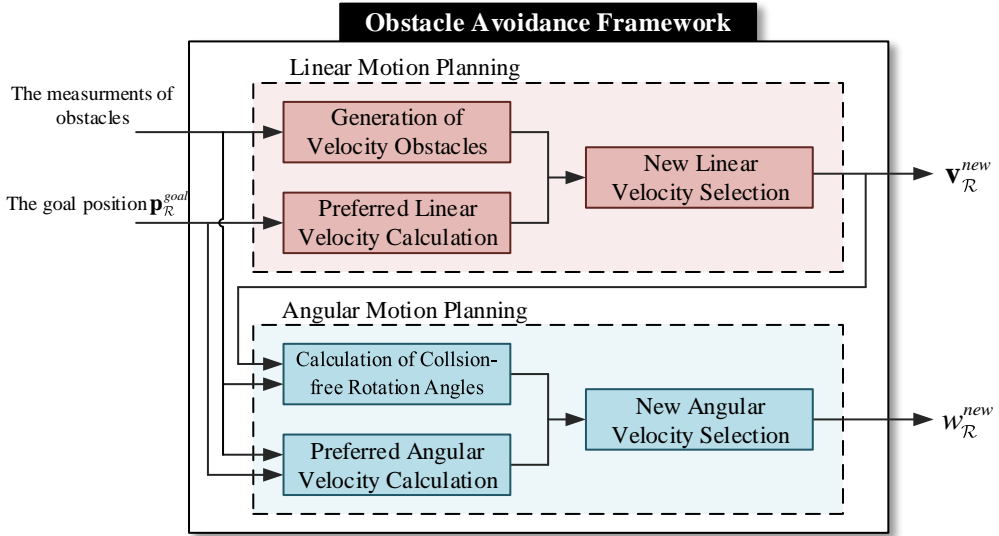 Obstacle Avoidance Framework
Linear Motion Planning
The measurments of
obstacles
Generation of
Velocity Obstacles
New Linear
Velocity Selection
𝐯_ℛ^{new}
The goal position 𝐩_ℛ^{goal}
Preferred Linear
Velocity Calculation
Angular Motion Planning
Calculation of Collsion-
free Rotation Angles
New Angular
Velocity Selection
w_ℛ^{new}
Preferred Angular
Velocity Calculation